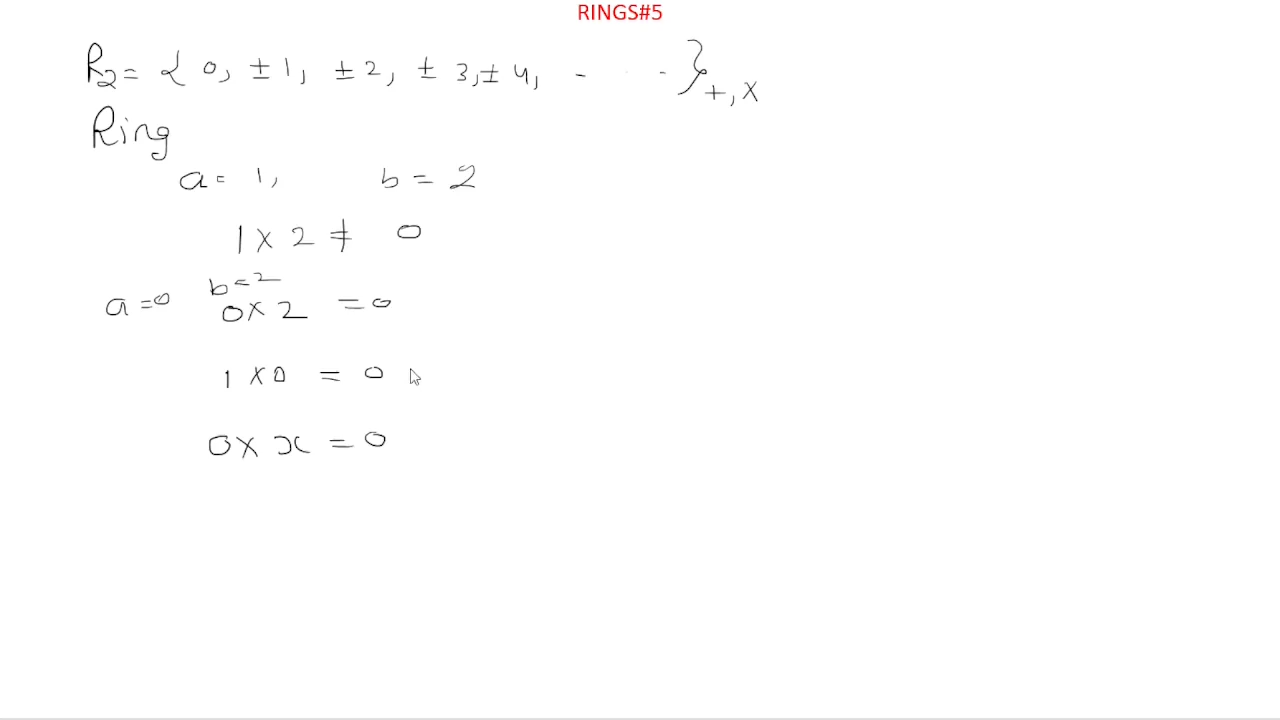 RINGS#5
R₂ = { 0, ±1, ±2, ±3, ±4, - - - }+, x
Ring
a = 1, b = 2
1 x 2 ≠ 0
b = 2
a = 0 0 x 2 = 0
1 x 0 = 0
0 x x = 0